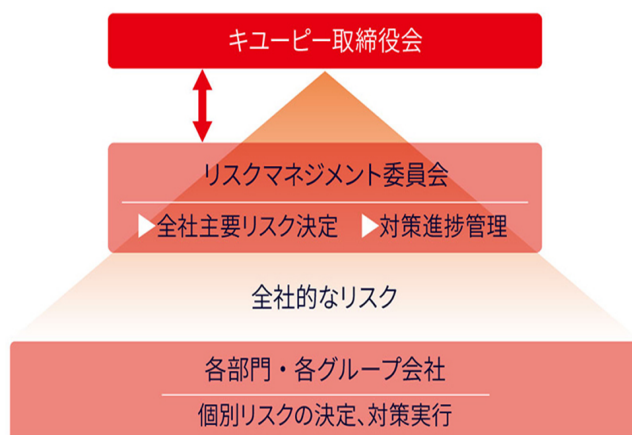 キユーピー取締役会
リスクマネジメント委員会
▶全社主要リスク決定 ▶対策進捗管理
全社的なリスク
各部門・各グループ会社
個別リスクの決定、対策実行